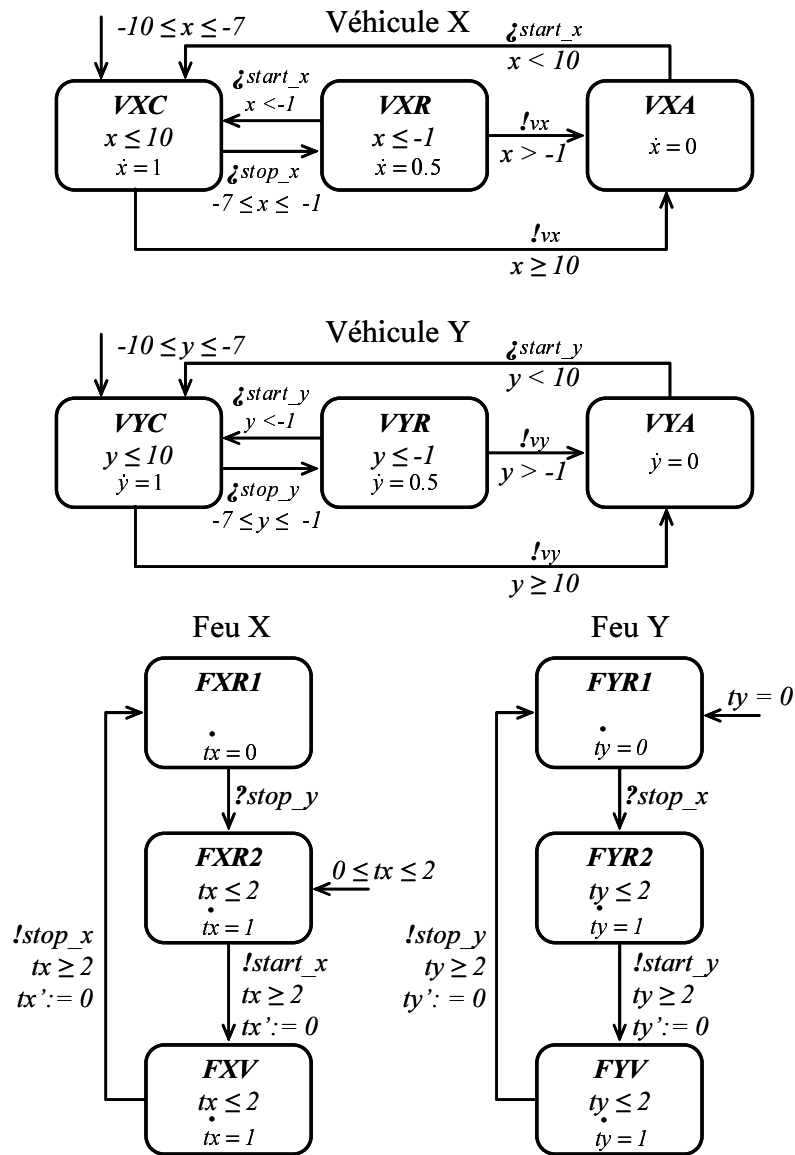 Véhicule X
-10 ≤ x ≤ -7
¿start_x
x < 10
VXC
x ≤ 10
ẋ = 1
¿start_x
x <-1
¿stop_x
-7 ≤ x ≤ -1
VXR
x ≤ -1
ẋ = 0.5
!vx
x > -1
VXA
ẋ = 0
!vx
x ≥ 10
Véhicule Y
-10 ≤ y ≤ -7
¿start_y
y < 10
VYC
y ≤ 10
ẏ = 1
¿start_y
y <-1
¿stop_y
-7 ≤ y ≤ -1
VYR
y ≤ -1
ẏ = 0.5
!vy
y > -1
VYA
ẏ = 0
!vy
y ≥ 10
Feu X
FXR1
ṫx = 0
?stop_y
FXR2
tx ≤ 2
ṫx = 1
0 ≤ tx ≤ 2
!stop_x
tx ≥ 2
tx’:= 0
!start_x
tx ≥ 2
tx’:= 0
FXV
tx ≤ 2
ṫx = 1
Feu Y
FYR1
ṫy = 0
ty = 0
?stop_x
FYR2
ty ≤ 2
ṫy = 1
!stop_y
ty ≥ 2
ty’: = 0
!start_y
ty ≥ 2
ty’:= 0
FYV
ty ≤ 2
ṫy = 1